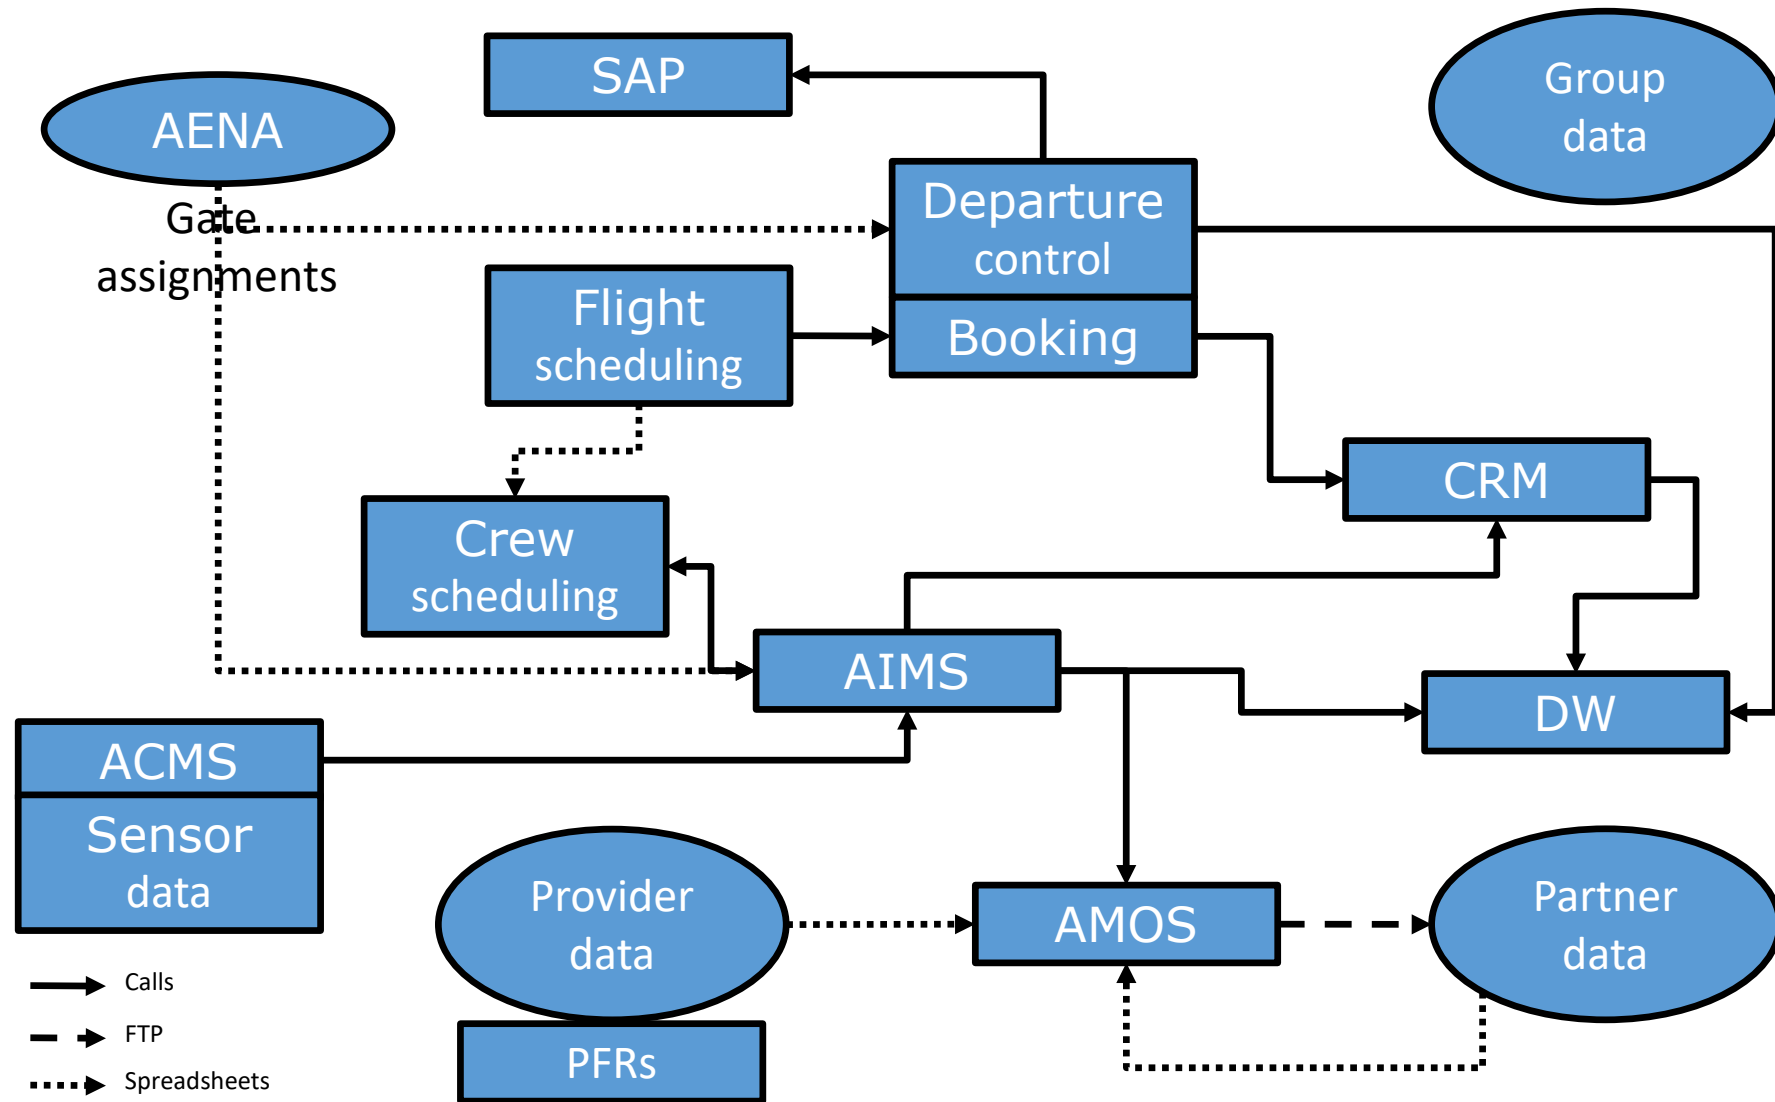 SAP
Group
data
AENA
Gate
assignments
Departure
control
Flight
scheduling
Booking
CRM
Crew
scheduling
AIMS
DW
ACMS
Sensor
data
Provider
data
AMOS
Partner
data
PFRs
Calls
FTP
Spreadsheets